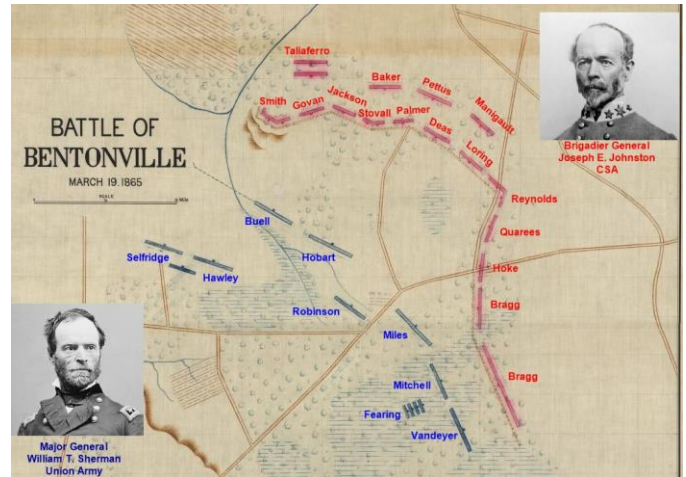 Taliaferro
Baker
Pettus
Manigault
Smith
Govan
Jackson
Stovall
Palmer
Deas
Loring
Reynolds
Quarees
Hoke
Bragg
Bragg
BATTLE OF
BENTONVILLE
MARCH 19. 1865
SCALE
Brigadier General
Joseph E. Johnston
CSA
Buell
Hobart
Selfridge
Hawley
Robinson
Miles
Mitchell
Fearing
Vandeyer
Major General
William T. Sherman
Union Army